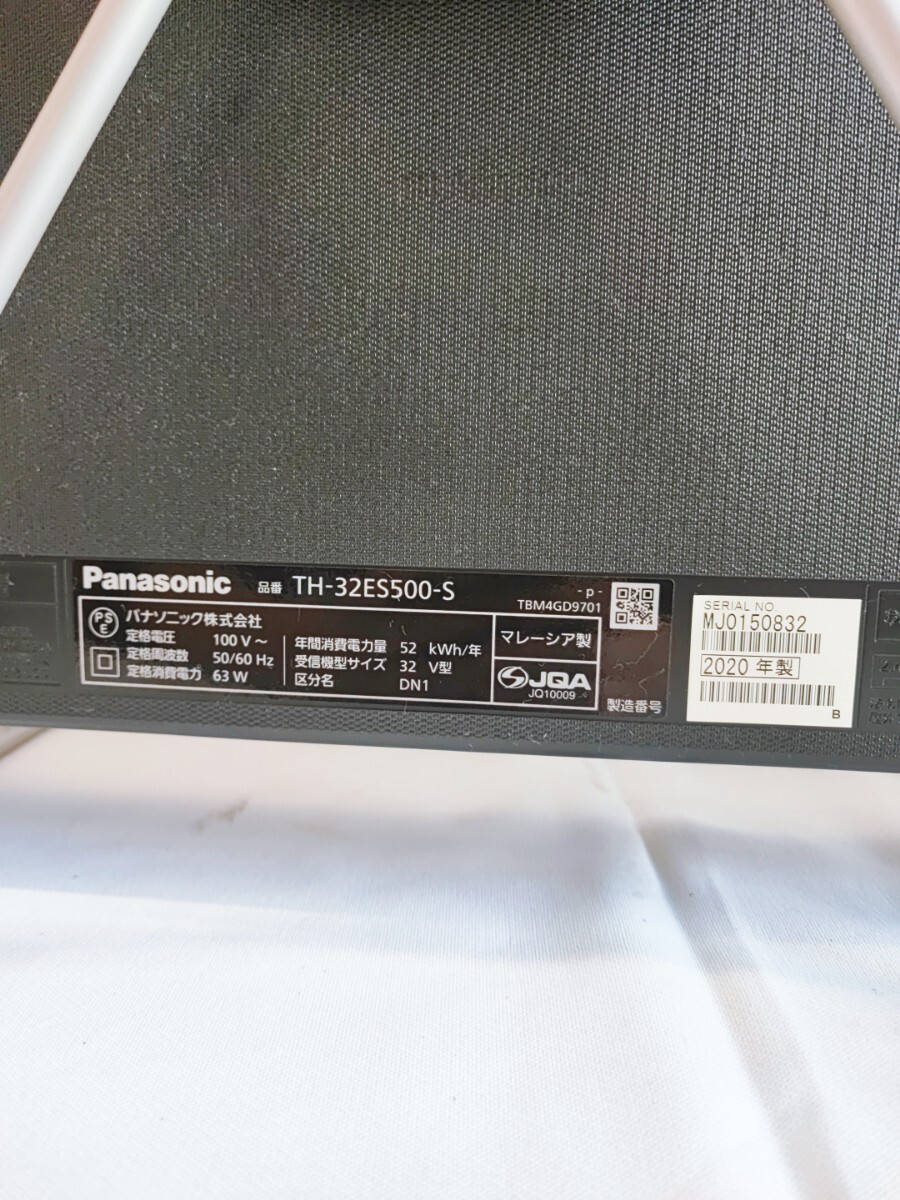 Panasonic 品番 TH-32ES500-S
-p-
TBM4GD9701
PS
E
パナソニック株式会社
定格電圧 100 V ～
定格周波数 50/60 Hz
定格消費電力 63 W
年間消費電力量 52 kWh/年
受信機型サイズ 32 V型
区分名 DN1
マレーシア製
JQA
JQ10009
製造番号
SERIAL NO.
MJ0150832
2020 年製
B